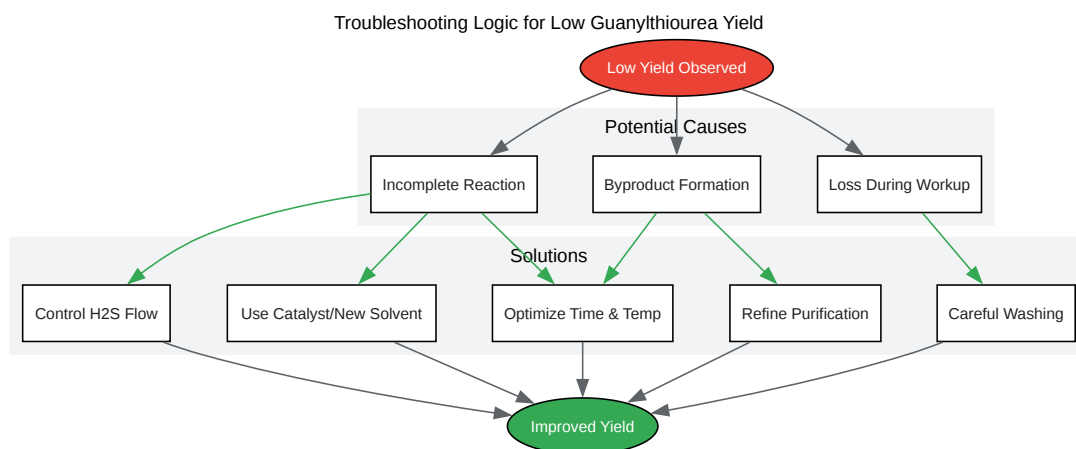 Troubleshooting Logic for Low Guanylthiourea Yield
Low Yield Observed
Potential Causes
Incomplete Reaction
Byproduct Formation
Loss During Workup
Solutions
Control H2S Flow
Use Catalyst/New Solvent
Optimize Time & Temp
Refine Purification
Careful Washing
Improved Yield